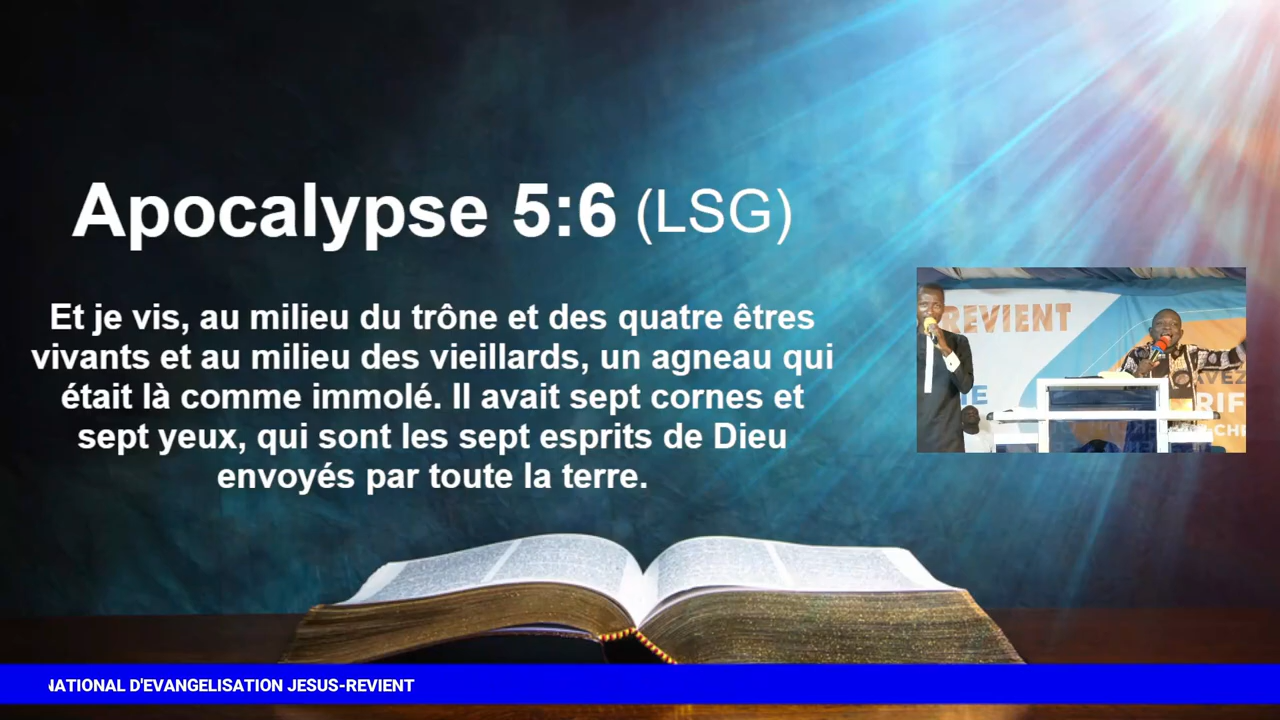 Apocalypse 5:6 (LSG)
Et je vis, au milieu du trône et des quatre êtres
vivants et au milieu des vieillards, un agneau qui
était là comme immolé. Il avait sept cornes et
sept yeux, qui sont les sept esprits de Dieu
envoyés par toute la terre.
REVIENT
NATIONAL D'EVANGELISATION JESUS-REVIENT